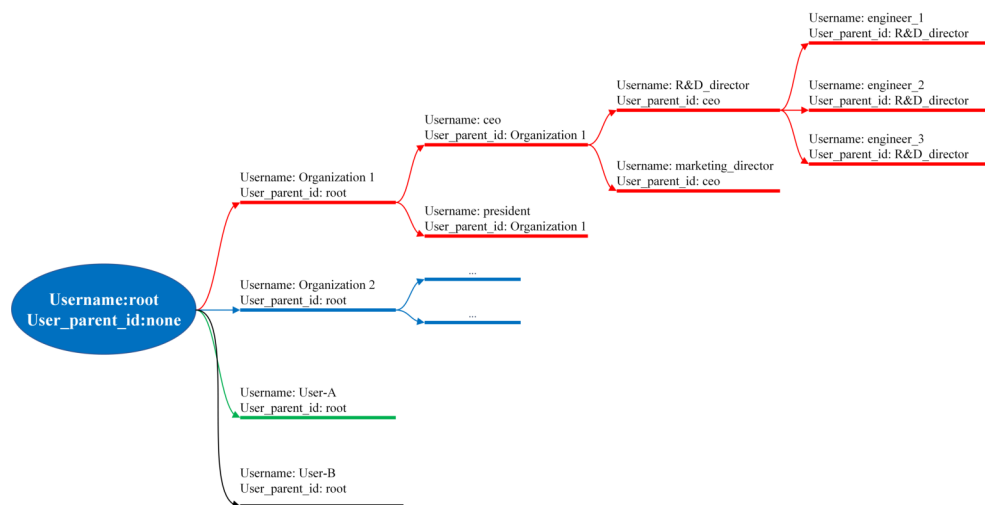 Username:root
User_parent_id:none
Username: Organization 1
User_parent_id: root
Username: ceo
User_parent_id: Organization 1
Username: R&D_director
User_parent_id: ceo
Username: engineer_1
User_parent_id: R&D_director
Username: engineer_2
User_parent_id: R&D_director
Username: engineer_3
User_parent_id: R&D_director
Username: marketing_director
User_parent_id: ceo
Username: president
User_parent_id: Organization 1
Username: Organization 2
User_parent_id: root
...
...
Username: User-A
User_parent_id: root
Username: User-B
User_parent_id: root